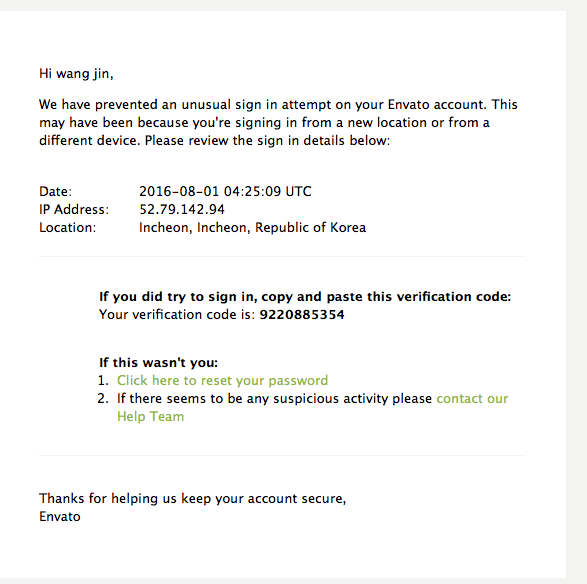 Hi wang jin,
We have prevented an unusual sign in attempt on your Envato account. This
may have been because you're signing in from a new location or from a
different device. Please review the sign in details below:
Date: 2016-08-01 04:25:09 UTC
IP Address: 52.79.142.94
Location: Incheon, Incheon, Republic of Korea
If you did try to sign in, copy and paste this verification code:
Your verification code is: 9220885354
If this wasn't you:
1. Click here to reset your password
2. If there seems to be any suspicious activity please contact our
Help Team
Thanks for helping us keep your account secure,
Envato